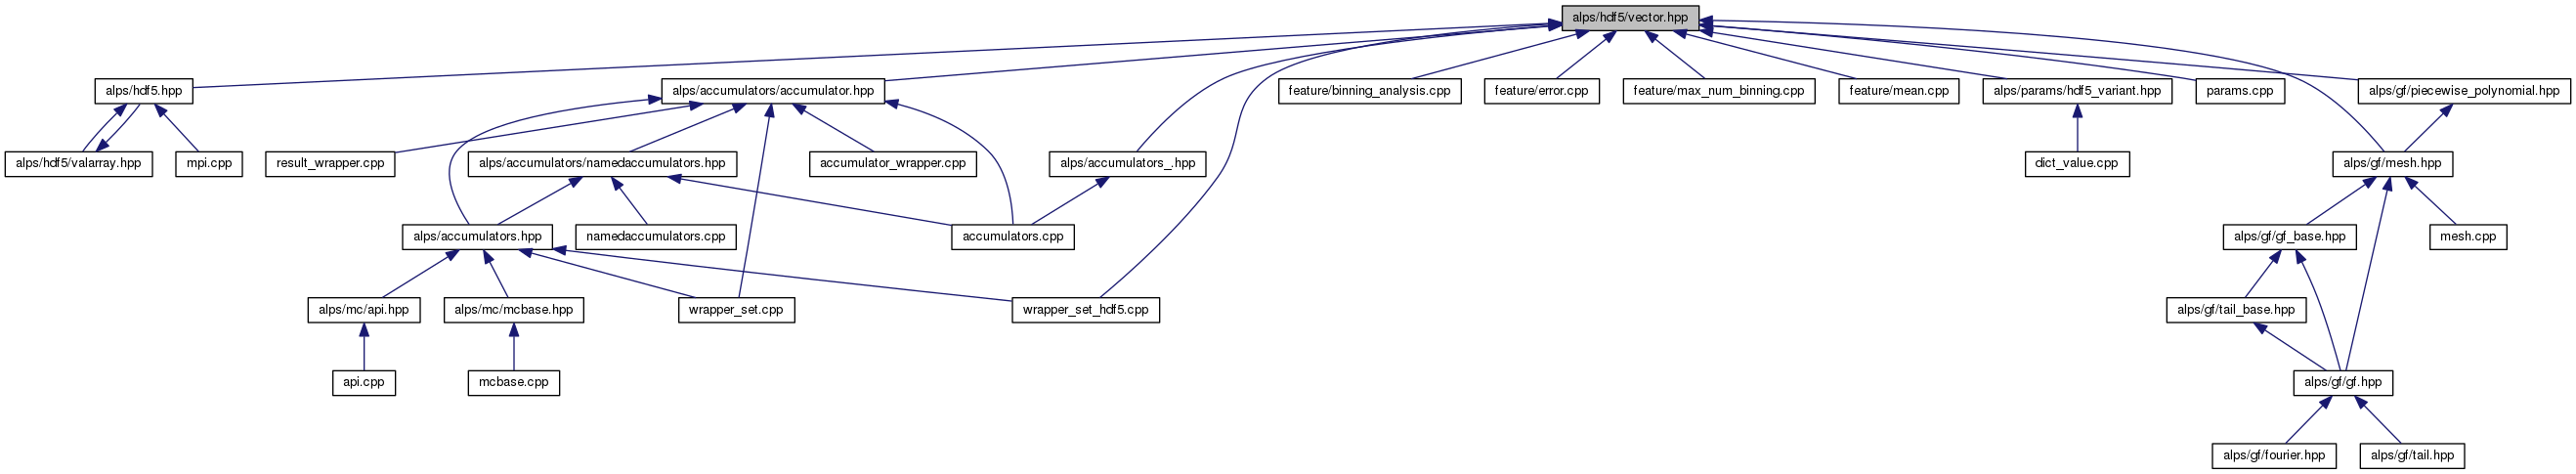 alps/hdf5/vector.hpp
alps/hdf5.hpp
alps/accumulators/accumulator.hpp
feature/binning_analysis.cpp
feature/error.cpp
feature/max_num_binning.cpp
feature/mean.cpp
alps/params/hdf5_variant.hpp
params.cpp
alps/gf/piecewise_polynomial.hpp
alps/hdf5/valarray.hpp
mpi.cpp
result_wrapper.cpp
alps/accumulators/namedaccumulators.hpp
accumulator_wrapper.cpp
alps/accumulators_.hpp
dict_value.cpp
alps/gf/mesh.hpp
alps/accumulators.hpp
namedaccumulators.cpp
accumulators.cpp
alps/gf/gf_base.hpp
mesh.cpp
alps/mc/api.hpp
alps/mc/mcbase.hpp
wrapper_set.cpp
wrapper_set_hdf5.cpp
alps/gf/tail_base.hpp
api.cpp
mcbase.cpp
alps/gf/gf.hpp
alps/gf/fourier.hpp
alps/gf/tail.hpp